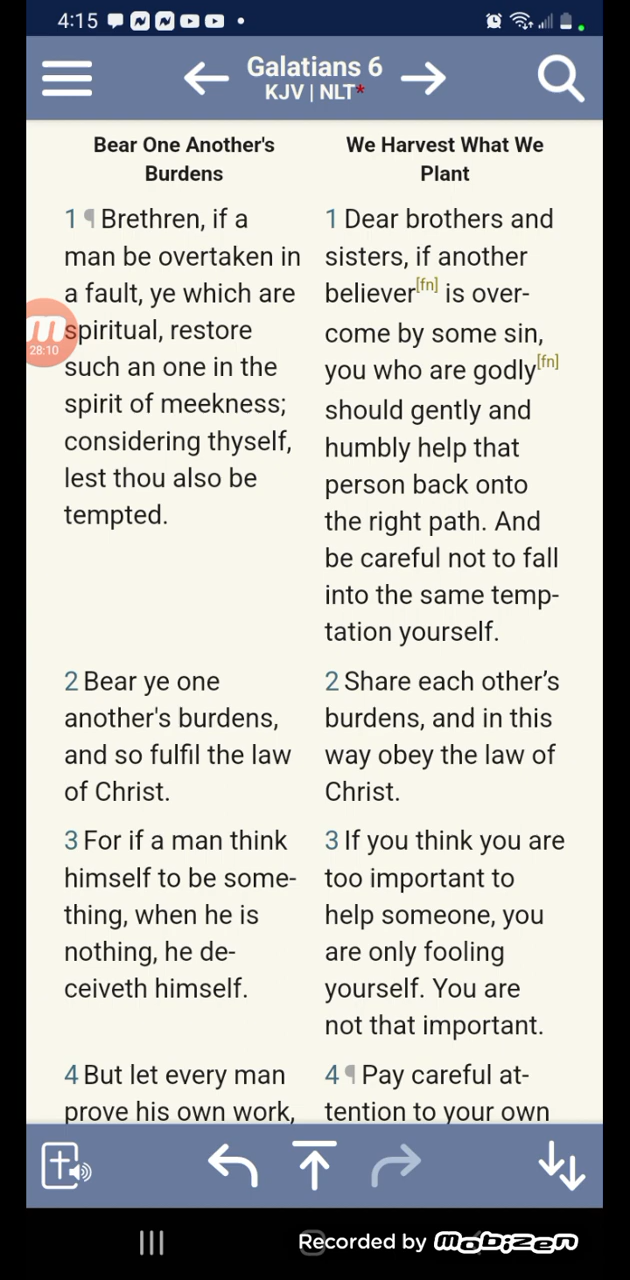 4:15
Galatians 6
KJV | NLT*
Bear One Another's
Burdens
1 ¶ Brethren, if a
man be overtaken in
a fault, ye which are
spiritual, restore
such an one in the
spirit of meekness;
considering thyself,
lest thou also be
tempted.
2 Bear ye one
another's burdens,
and so fulfil the law
of Christ.
3 For if a man think
himself to be some-
thing, when he is
nothing, he de-
ceiveth himself.
4 But let every man
prove his own work,
We Harvest What We
Plant
1 Dear brothers and
sisters, if another
believer[fn] is over-
come by some sin,
you who are godly[fn]
should gently and
humbly help that
person back onto
the right path. And
be careful not to fall
into the same temp-
tation yourself.
2 Share each other’s
burdens, and in this
way obey the law of
Christ.
3 If you think you are
too important to
help someone, you
are only fooling
yourself. You are
not that important.
4 ¶ Pay careful at-
tention to your own
m
28:10
Recorded by mobizen